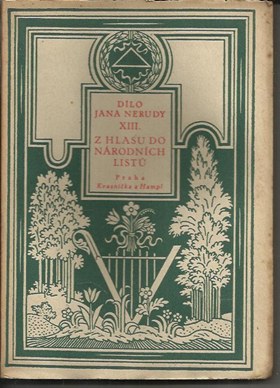 DÍLO
JANA NERUDY
XIII.
Z HLASU DO
NÁRODNÍCH
LISTŮ
Praha
Kvasnička a Hampl